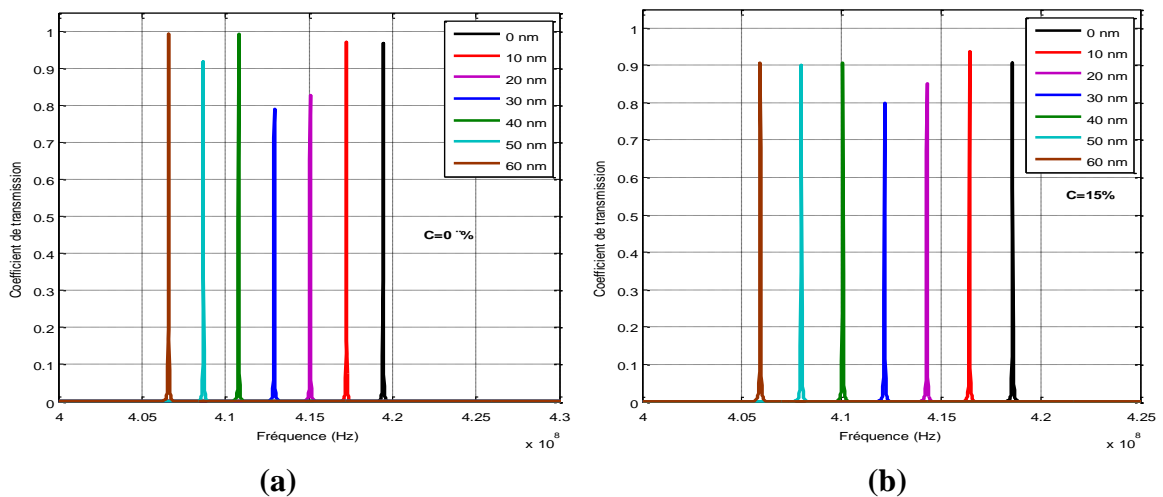 1
0.9
0.8
0.7
0.6
0.5
0.4
0.3
0.2
0.1
0
Coefficient de transmission
0 nm
10 nm
20 nm
30 nm
40 nm
50 nm
60 nm
C=0 %
4 4.05 4.1 4.15 4.2 4.25 4.3
Fréquence (Hz)
x 10^8
(a)
1
0.9
0.8
0.7
0.6
0.5
0.4
0.3
0.2
0.1
0
Coefficient de transmission
0 nm
10 nm
20 nm
30 nm
40 nm
50 nm
60 nm
C=15%
4 4.05 4.1 4.15 4.2 4.25
Fréquence (Hz)
x 10^8
(b)